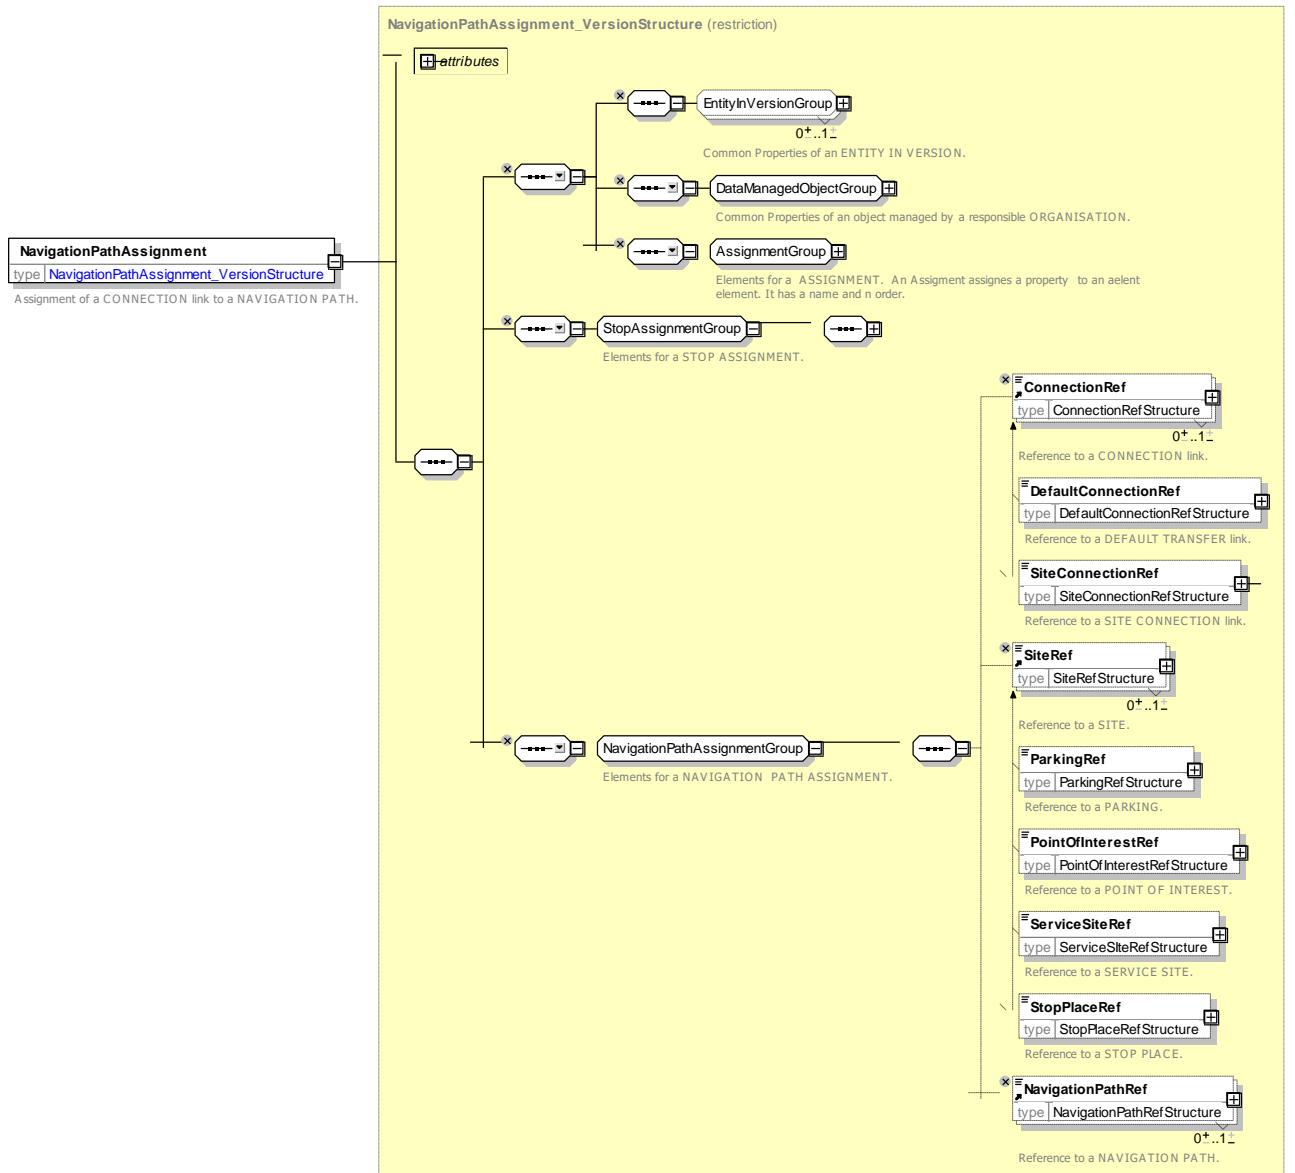 NavigationPathAssignment_VersionStructure (restriction)
attributes
EntityInVersionGroup
0..1
Common Properties of an ENTITY IN VERSION.
DataManagedObjectGroup
Common Properties of an object managed by a responsible ORGANISATION.
NavigationPathAssignment
type NavigationPathAssignment_VersionStructure
Assignment of a CONNECTION link to a NAVIGATION PATH.
AssignmentGroup
Elements for a ASSIGNMENT. An Assigment assignes a property to an aelent
element. It has a name and n order.
StopAssignmentGroup
Elements for a STOP ASSIGNMENT.
ConnectionRef
type ConnectionRefStructure
0..1
Reference to a CONNECTION link.
DefaultConnectionRef
type DefaultConnectionRefStructure
Reference to a DEFAULT TRANSFER link.
SiteConnectionRef
type SiteConnectionRefStructure
Reference to a SITE CONNECTION link.
SiteRef
type SiteRefStructure
0..1
Reference to a SITE.
NavigationPathAssignmentGroup
Elements for a NAVIGATION PATH ASSIGNMENT.
ParkingRef
type ParkingRefStructure
Reference to a PARKING.
PointOfInterestRef
type PointOfInterestRefStructure
Reference to a POINT OF INTEREST.
ServiceSiteRef
type ServiceSIteRefStructure
Reference to a SERVICE SITE.
StopPlaceRef
type StopPlaceRefStructure
Reference to a STOP PLACE.
NavigationPathRef
type NavigationPathRefStructure
0..1
Reference to a NAVIGATION PATH.